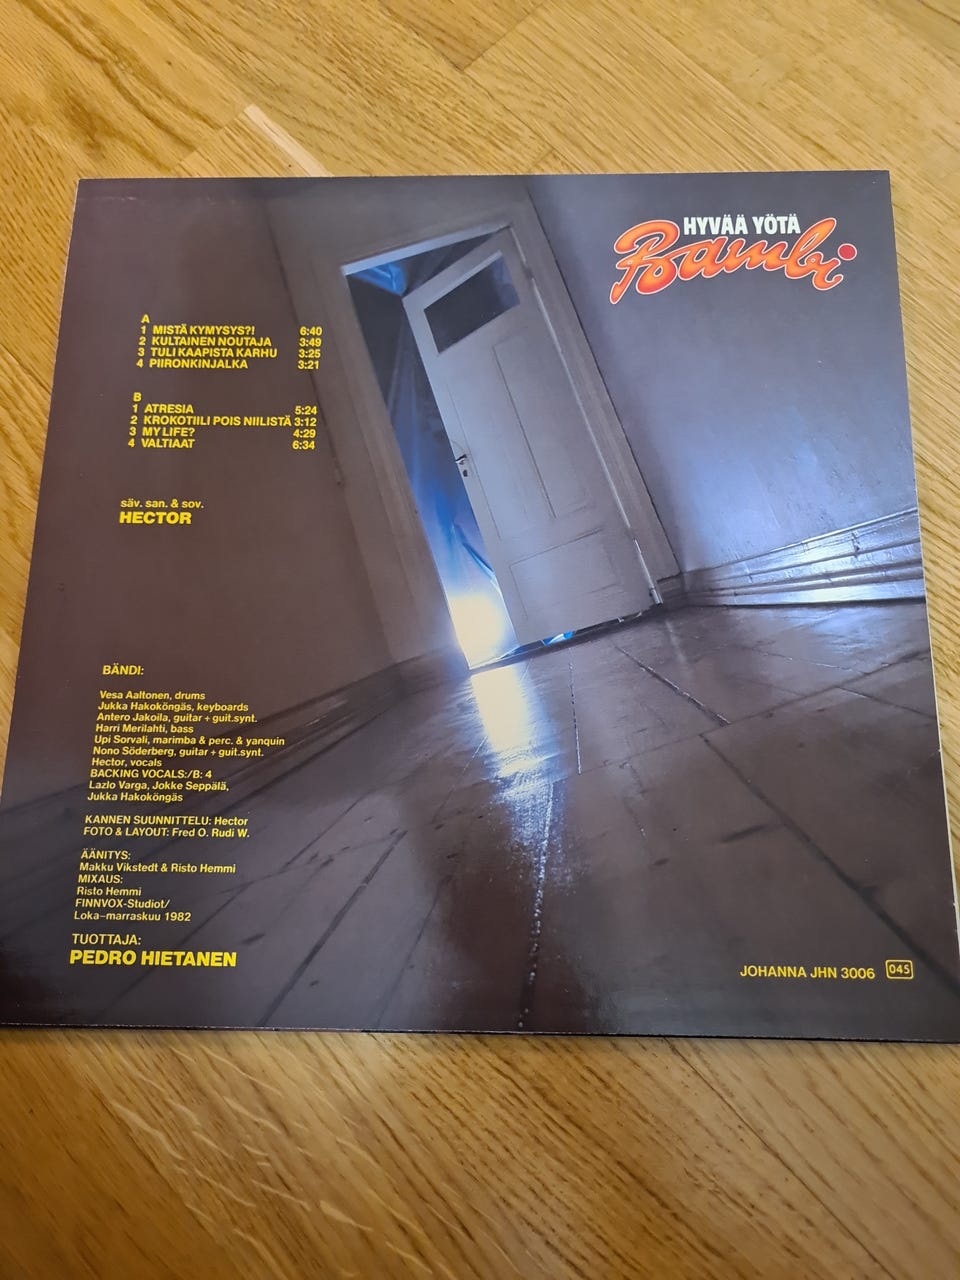 HYVÄÄ YÖTÄ
Bambi
A
1 MISTÄ KYMYSYS?! 6:40
2 KULTAINEN NOUTAJA 3:49
3 TULI KAAPISTA KARHU 3:25
4 PIIRONKINJALKA 3:21
B
1 ATRESIA 5:24
2 KROKOTIILI POIS NIILISTÄ 3:12
3 MY LIFE? 4:29
4 VALTIAAT 6:34
säv. san. & sov.
HECTOR
BÄNDI:
Vesa Aaltonen, drums
Jukka Hakoköngäs, keyboards
Antero Jakoila, guitar + guit.synt.
Harri Merilahti, bass
Upi Sorvali, marimba & perc. & yanquin
Nono Söderberg, guitar + guit.synt.
Hector, vocals
BACKING VOCALS:/B: 4
Lazlo Varga, Jokke Seppälä,
Jukka Hakoköngäs
KANNEN SUUNNITTELU: Hector
FOTO & LAYOUT: Fred O. Rudi W.
ÄÄNITYS:
Makku Vikstedt & Risto Hemmi
MIXAUS:
Risto Hemmi
FINNVOX-Studiot/
Loka–marraskuu 1982
TUOTTAJA:
PEDRO HIETANEN
JOHANNA JHN 3006 045